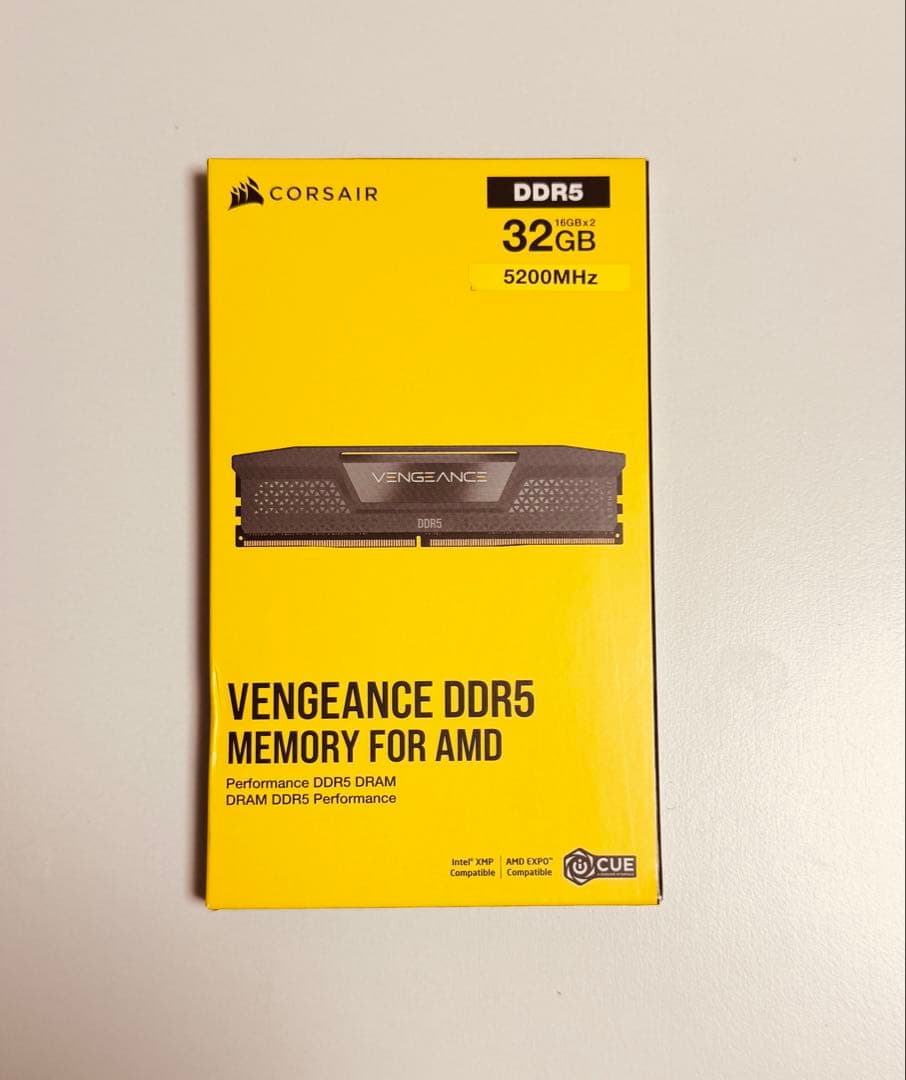 CORSAIR
DDR5
16GBx2
32GB
5200MHz
VENGEANCE
DDR5
VENGEANCE DDR5
MEMORY FOR AMD
Performance DDR5 DRAM
DRAM DDR5 Performance
Intel® XMP
Compatible
AMD EXPO™
Compatible
iCUE